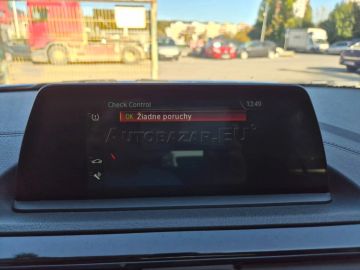 Check Control
12:49
OK Žiadne poruchy
AUTOBAZAR.EU